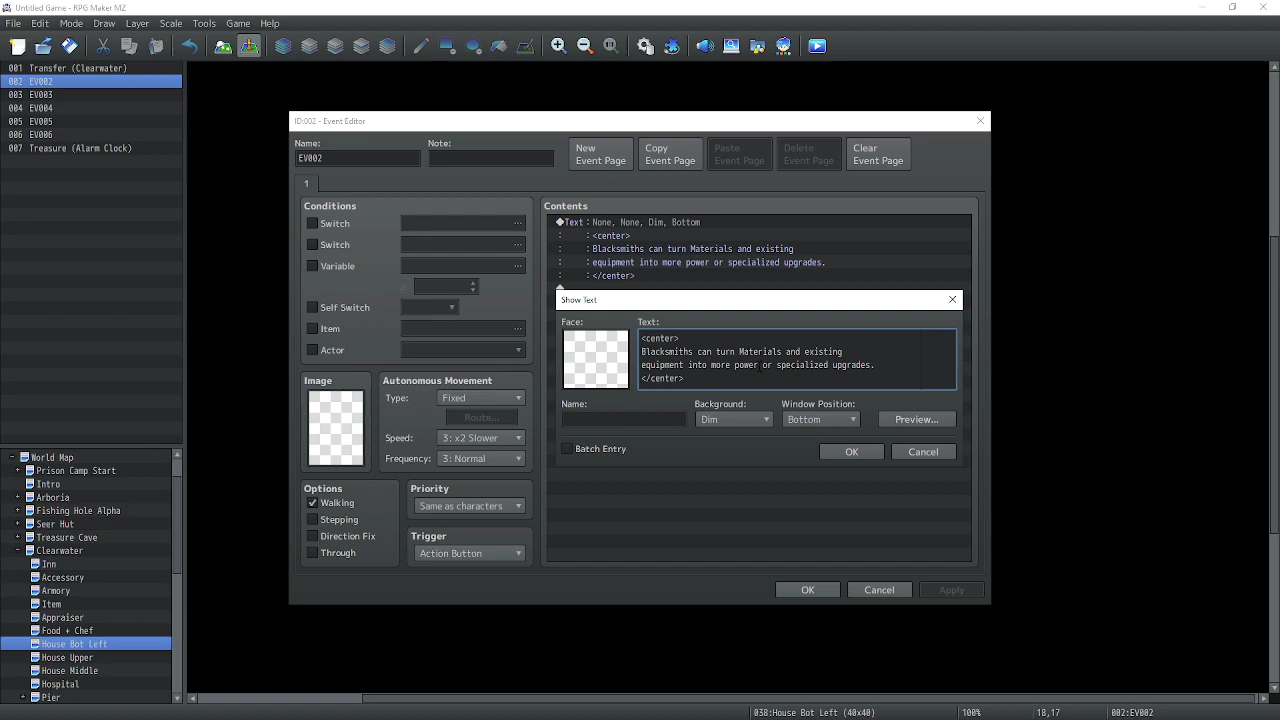 Untitled Game - RPG Maker MZ
File Edit Mode Draw Layer Scale Tools Game Help
001 Transfer (Clearwater)
002 EV002
003 EV003
004 EV004
005 EV005
006 EV006
007 Treasure (Alarm Clock)
World Map
Prison Camp Start
Intro
Arboria
Fishing Hole Alpha
Seer Hut
Treasure Cave
Clearwater
Inn
Accessory
Armory
Item
Appraiser
Food + Chef
House Bot Left
House Upper
House Middle
Hospital
Pier
ID:002 - Event Editor
Name:
EV002
Note:
New Event Page
Copy Event Page
Paste Event Page
Delete Event Page
Clear Event Page
1
Conditions
Switch ...
Switch ...
Variable ...
≥
Self Switch
Item ...
Actor
Image
Autonomous Movement
Type: Fixed
Route...
Speed: 3: x2 Slower
Frequency: 3: Normal
Options
Walking
Stepping
Direction Fix
Through
Priority
Same as characters
Trigger
Action Button
Contents
◆Text : None, None, Dim, Bottom
: : <center>
: : Blacksmiths can turn Materials and existing
: : equipment into more power or specialized upgrades.
: : </center>
Show Text
Face:
Text:
<center>
Blacksmiths can turn Materials and existing
equipment into more power or specialized upgrades.
</center>
Name:
Background:
Dim
Window Position:
Bottom
Preview...
Batch Entry
OK
Cancel
OK
Cancel
Apply
038:House Bot Left (40x40)
100%
18,17
002:EV002